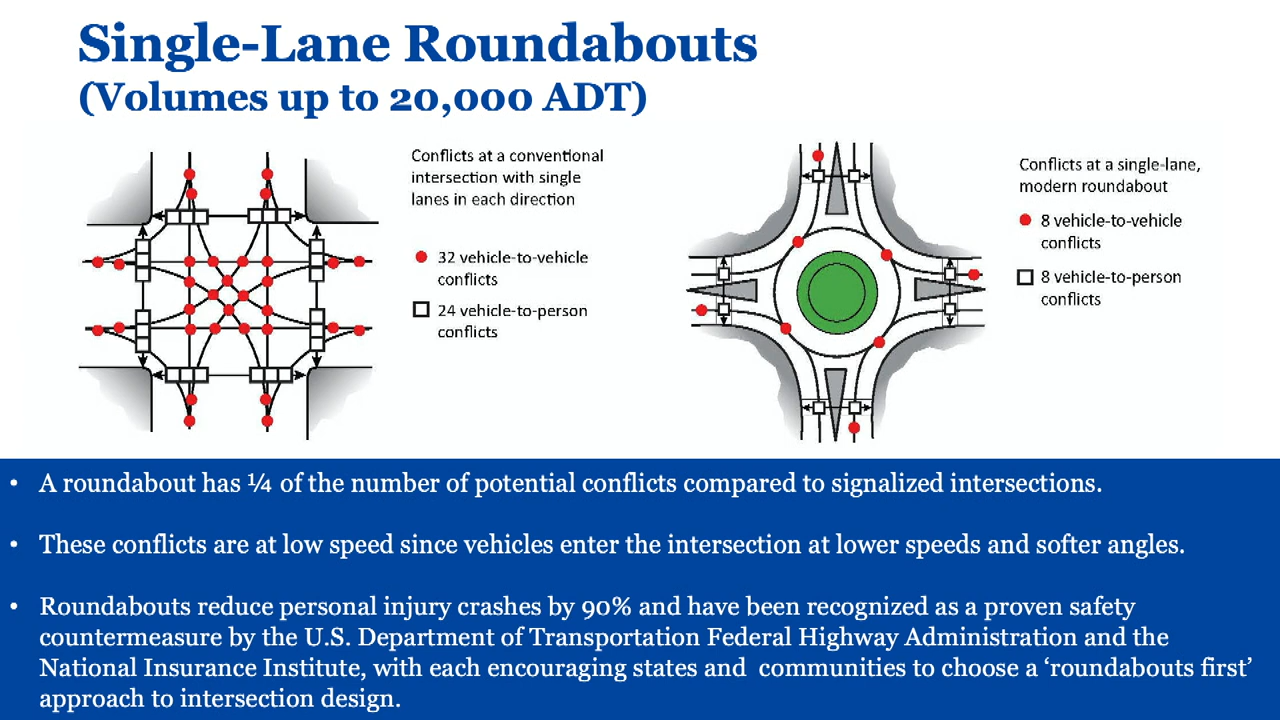 Single-Lane Roundabouts
(Volumes up to 20,000 ADT)
Conflicts at a conventional
intersection with single
lanes in each direction
32 vehicle-to-vehicle
conflicts
24 vehicle-to-person
conflicts
Conflicts at a single-lane,
modern roundabout
8 vehicle-to-vehicle
conflicts
8 vehicle-to-person
conflicts
• A roundabout has ¼ of the number of potential conflicts compared to signalized intersections.
• These conflicts are at low speed since vehicles enter the intersection at lower speeds and softer angles.
• Roundabouts reduce personal injury crashes by 90% and have been recognized as a proven safety
countermeasure by the U.S. Department of Transportation Federal Highway Administration and the
National Insurance Institute, with each encouraging states and  communities to choose a ‘roundabouts first’
approach to intersection design.